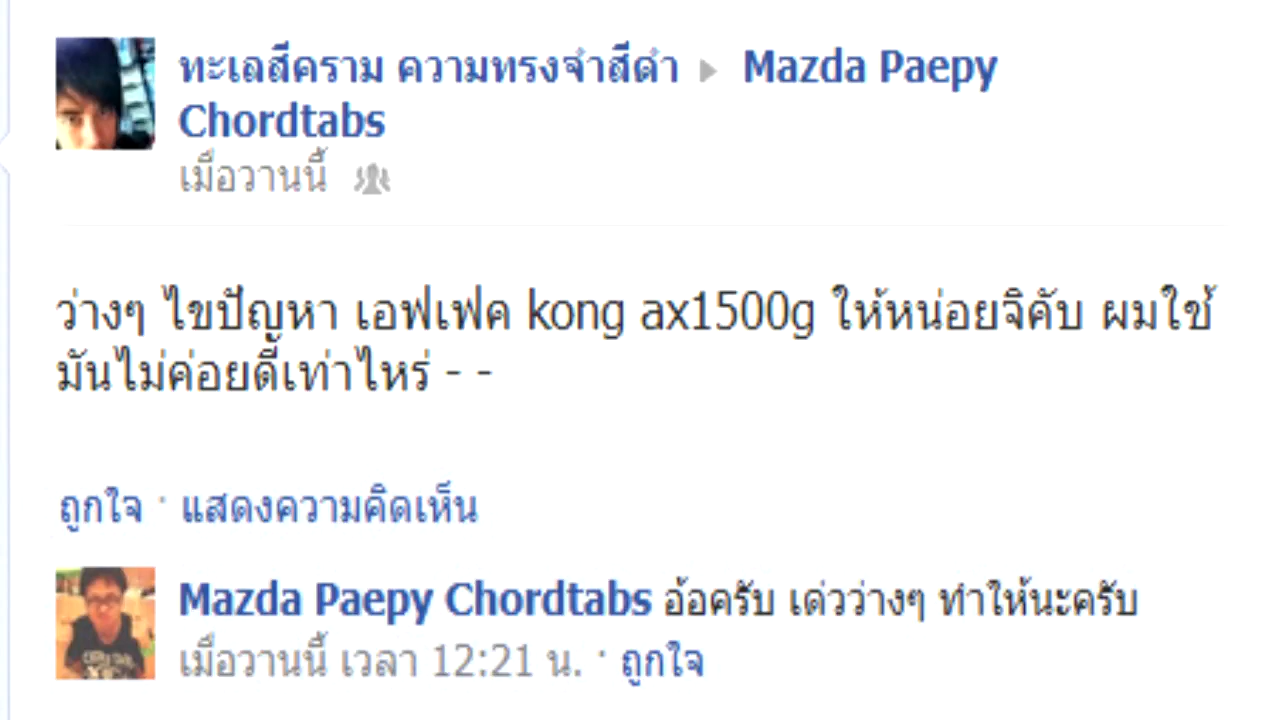 ทะเลสีคราม ความทรงจำสีดำ ▸ Mazda Paepy
Chordtabs
เมื่อวานนี้
ว่างๆ ไขปัญหา เอฟเฟค kong ax1500g ให้หน่อยจิคับ ผมใช้
มันไม่ค่อยดีเท่าไหร่ - -
ถูกใจ · แสดงความคิดเห็น
Mazda Paepy Chordtabs อ้อครับ เด่วว่างๆ ทำให้นะครับ
เมื่อวานนี้ เวลา 12:21 น. · ถูกใจ